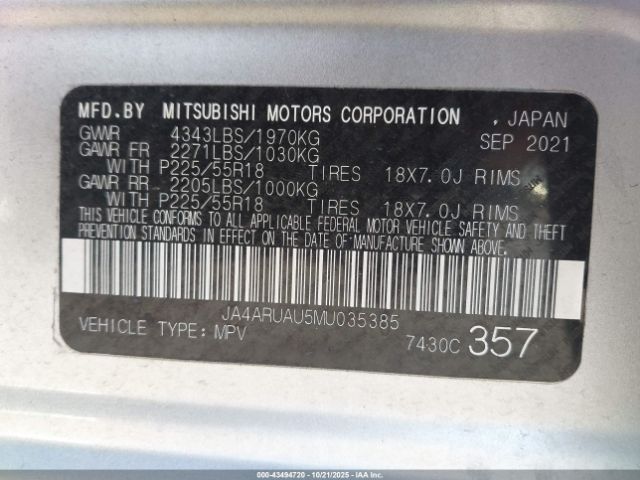 MFD.BY MITSUBISHI MOTORS CORPORATION , JAPAN
GVWR 4343LBS/1970KG SEP 2021
GAWR FR 2271LBS/1030KG
WITH P225/55R18 TIRES 18X7.0J RIMS
GAWR RR 2205LBS/1000KG
WITH P225/55R18 TIRES 18X7.0J RIMS
THIS VEHICLE CONFORMS TO ALL APPLICABLE FEDERAL MOTOR VEHICLE SAFETY AND THEFT
PREVENTION STANDARDS IN EFFECT ON THE DATE OF MANUFACTURE SHOWN ABOVE.
JA4ARUAU5MU035385
VEHICLE TYPE: MPV 7430C 357
000-43494720 - 10/21/2025 - IAAI.COM